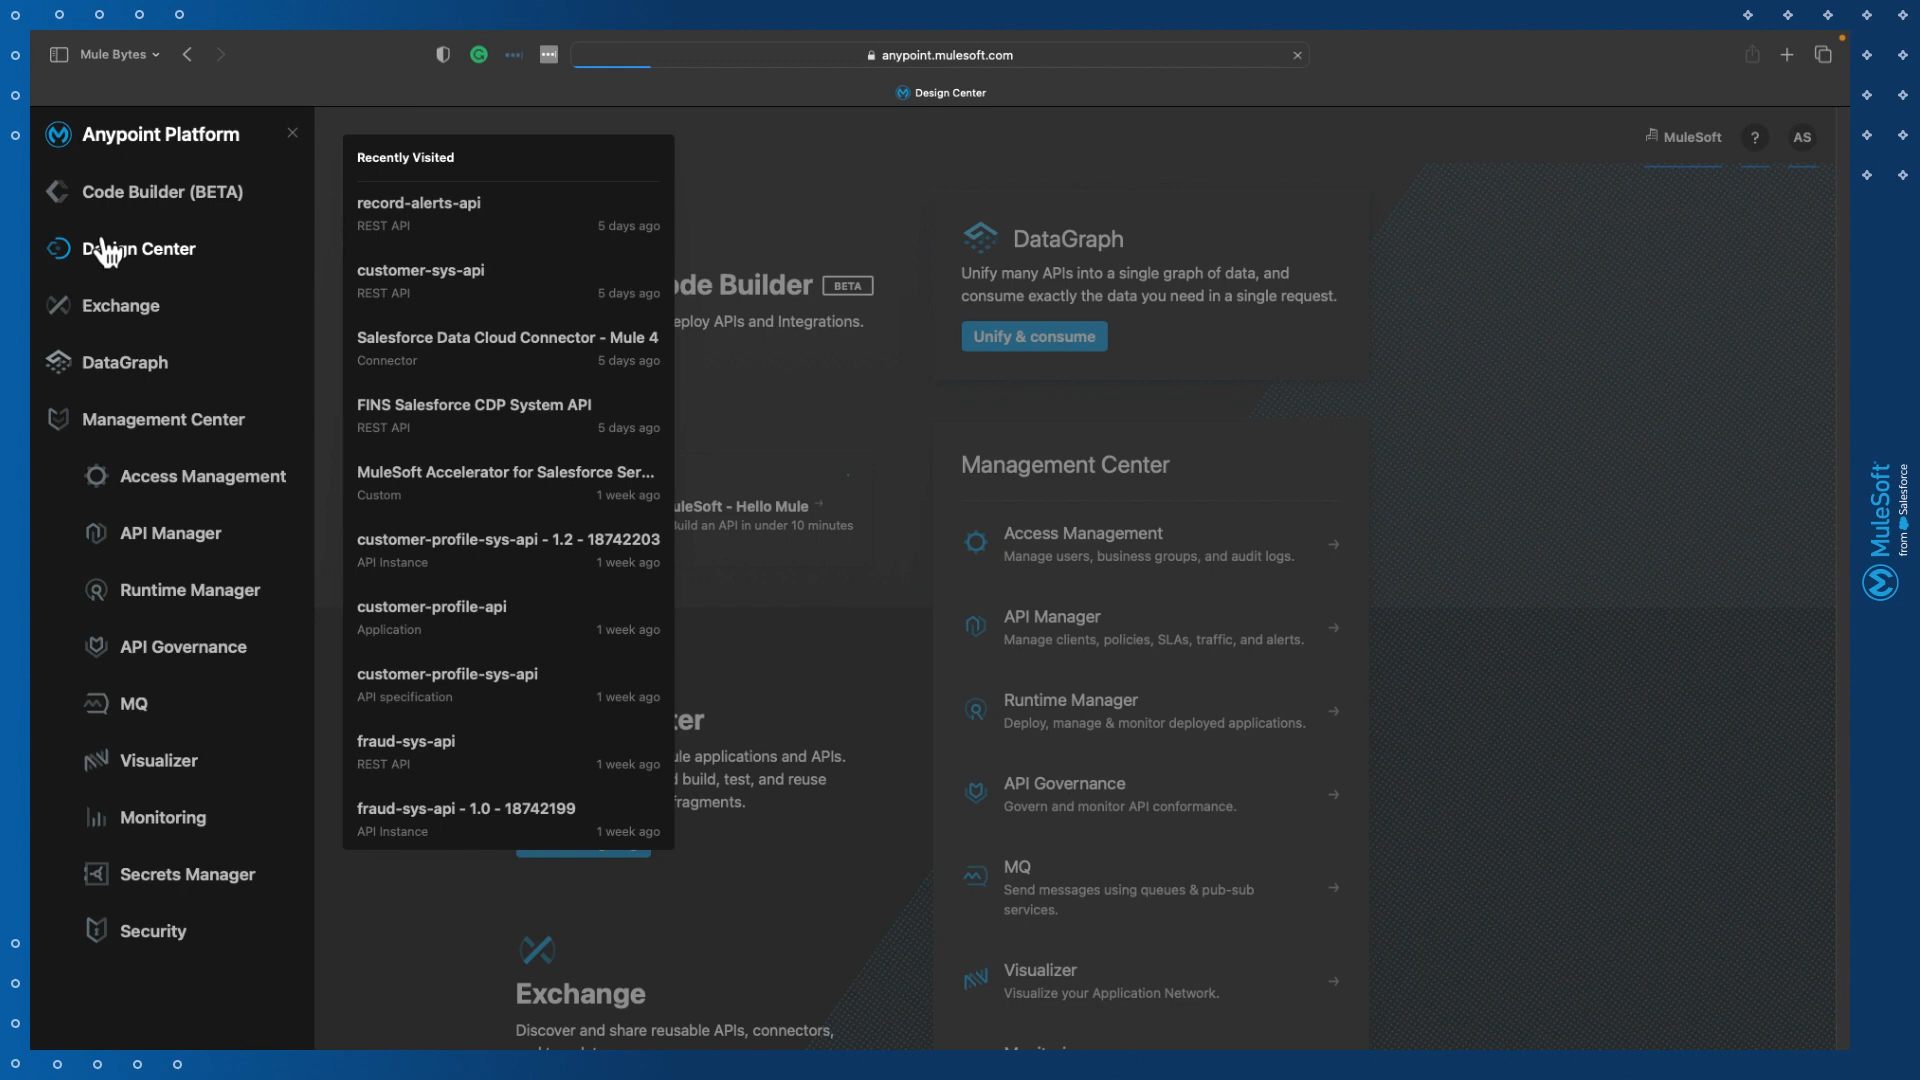 Mule Bytes
anypoint.mulesoft.com
Design Center
Anypoint Platform
Code Builder (BETA)
Design Center
Exchange
DataGraph
Management Center
Access Management
API Manager
Runtime Manager
API Governance
MQ
Visualizer
Monitoring
Secrets Manager
Security
Recently Visited
record-alerts-api
REST API 5 days ago
customer-sys-api
REST API 5 days ago
Salesforce Data Cloud Connector - Mule 4
Connector 5 days ago
FINS Salesforce CDP System API
REST API 5 days ago
MuleSoft Accelerator for Salesforce Ser...
Custom 1 week ago
customer-profile-sys-api - 1.2 - 18742203
API Instance 1 week ago
customer-profile-api
Application 1 week ago
customer-profile-sys-api
API specification 1 week ago
fraud-sys-api
REST API 1 week ago
fraud-sys-api - 1.0 - 18742199
API Instance 1 week ago
MuleSoft ? AS
ode Builder BETA
eploy APIs and Integrations.
uleSoft - Hello Mule
uild an API in under 10 minutes
ter
ule applications and APIs.
d build, test, and reuse
fragments.
Exchange
Discover and share reusable APIs, connectors,
DataGraph
Unify many APIs into a single graph of data, and
consume exactly the data you need in a single request.
Unify & consume
Management Center
Access Management
Manage users, business groups, and audit logs.
API Manager
Manage clients, policies, SLAs, traffic, and alerts.
Runtime Manager
Deploy, manage & monitor deployed applications.
API Governance
Govern and monitor API conformance.
MQ
Send messages using queues & pub-sub
services.
Visualizer
Visualize your Application Network.
MuleSoft
from Salesforce